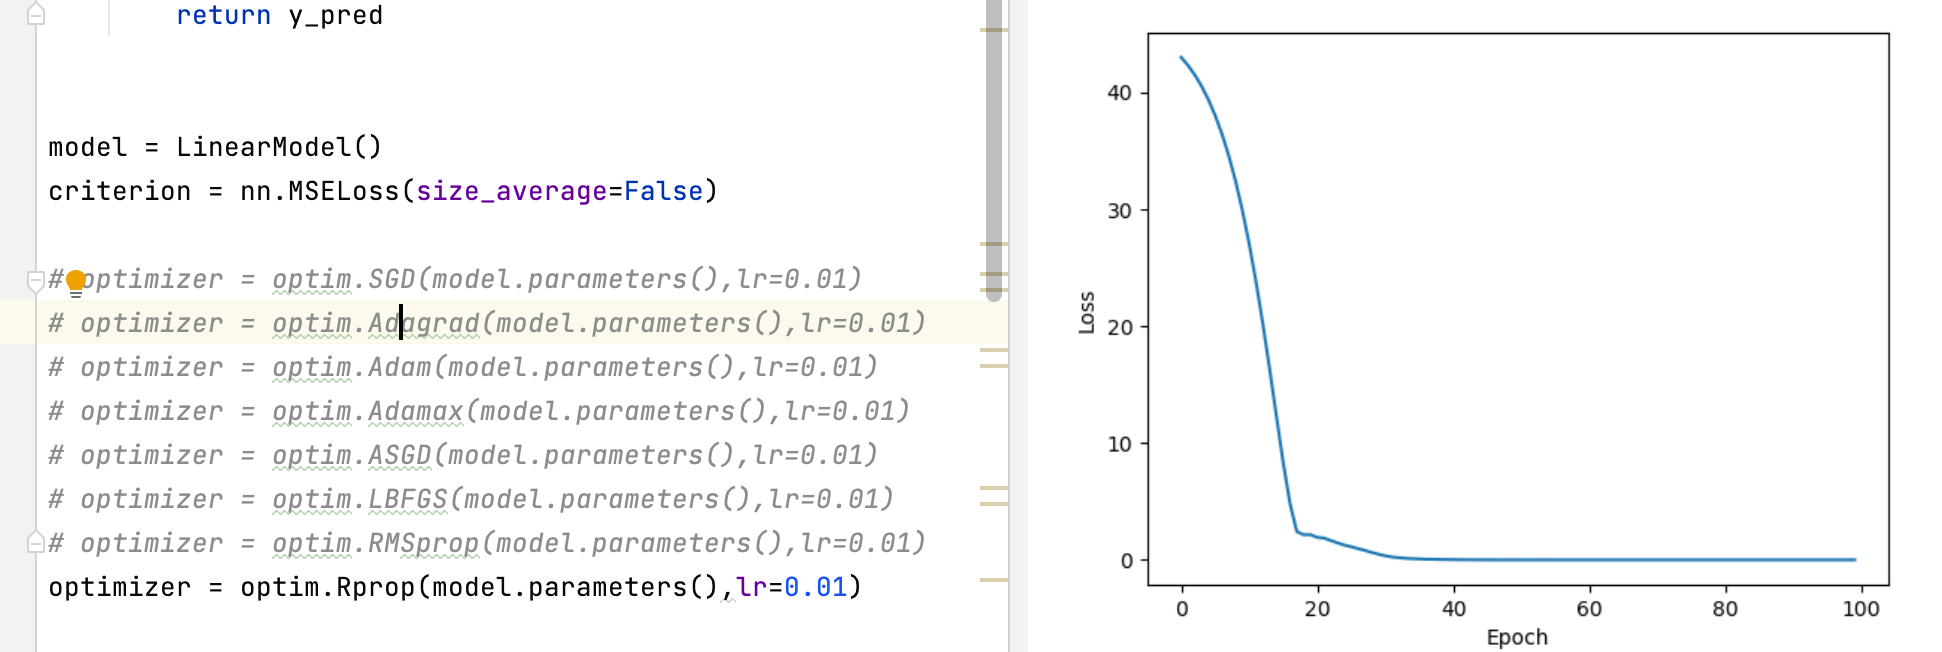 return y_pred
model = LinearModel()
criterion = nn.MSELoss(size_average=False)
# optimizer = optim.SGD(model.parameters(),lr=0.01)
# optimizer = optim.Adagrad(model.parameters(),lr=0.01)
# optimizer = optim.Adam(model.parameters(),lr=0.01)
# optimizer = optim.Adamax(model.parameters(),lr=0.01)
# optimizer = optim.ASGD(model.parameters(),lr=0.01)
# optimizer = optim.LBFGS(model.parameters(),lr=0.01)
# optimizer = optim.RMSprop(model.parameters(),lr=0.01)
optimizer = optim.Rprop(model.parameters(),lr=0.01)
40
30
20
10
0
Loss
0 20 40 60 80 100
Epoch